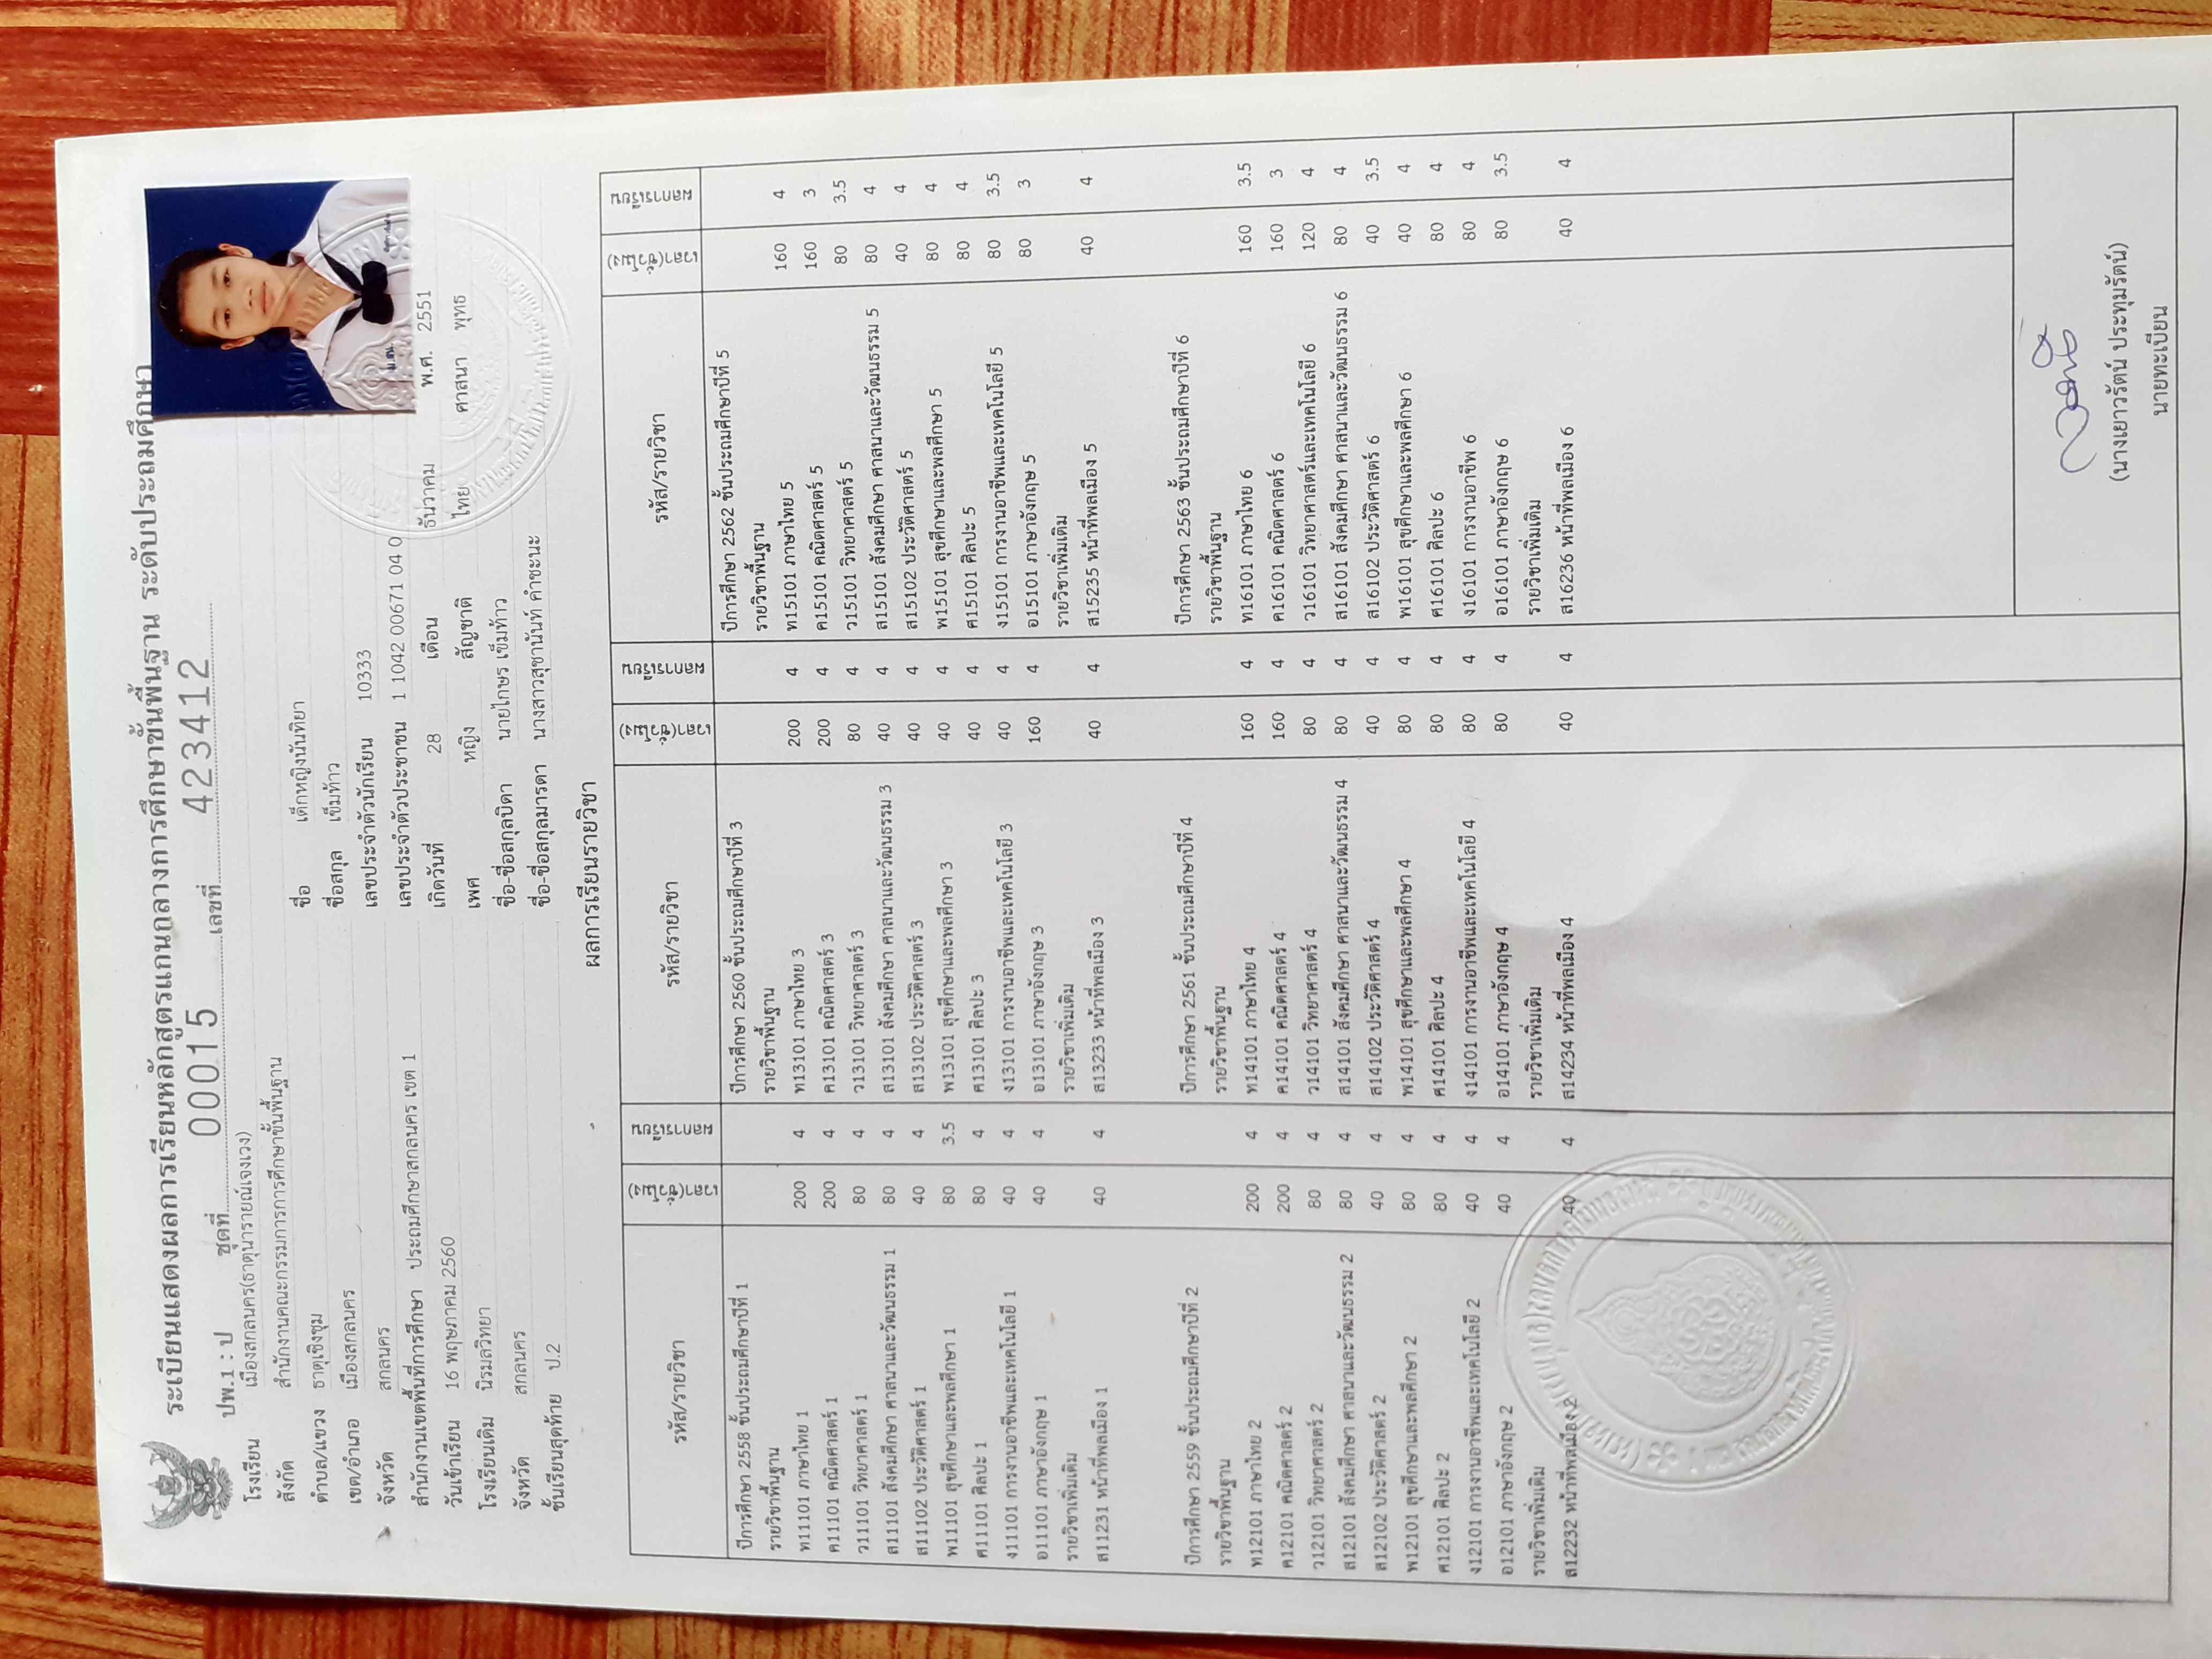 ระเบียนแสดงผลการเรียนหลักสูตรแกนกลางการศึกษาขั้นพื้นฐาน ระดับประถมศึกษา
ปพ.1 : ป ชุดที่ 00015 เลขที่ 423412
โรงเรียน เมืองสกลนคร(ธาตุนารายณ์เจงเวง)
สังกัด สำนักงานคณะกรรมการการศึกษาขั้นพื้นฐาน
ตำบล/แขวง ธาตุเชิงชุม
เขต/อำเภอ เมืองสกลนคร
จังหวัด สกลนคร
สำนักงานเขตพื้นที่การศึกษา ประถมศึกษาสกลนคร เขต 1
วันเข้าเรียน 16 พฤษภาคม 2560
โรงเรียนเดิม นิรมลวิทยา
จังหวัด สกลนคร
ชั้นเรียนสุดท้าย ป.2
ชื่อ เด็กหญิงนันทิยา
ชื่อสกุล เข็มท้าว
เลขประจำตัวนักเรียน 10333
เลขประจำตัวประชาชน 1 1042 00671 04 0
เกิดวันที่ 28 เดือน ธันวาคม พ.ศ. 2551
เพศ หญิง สัญชาติ ไทย ศาสนา พุทธ
ชื่อ-ชื่อสกุลบิดา นายไกษร เข็มท้าว
ชื่อ-ชื่อสกุลมารดา นางสาวสุชานันท์ คำชะนะ
ผลการเรียนรายวิชา
รหัส/รายวิชา เวลา(ชั่วโมง) ผลการเรียน
ปีการศึกษา 2558 ชั้นประถมศึกษาปีที่ 1
รายวิชาพื้นฐาน
ท11101 ภาษาไทย 1 200 4
ค11101 คณิตศาสตร์ 1 200 4
ว11101 วิทยาศาสตร์ 1 80 4
ส11101 สังคมศึกษา ศาสนาและวัฒนธรรม 1 80 4
ส11102 ประวัติศาสตร์ 1 40 4
พ11101 สุขศึกษาและพลศึกษา 1 80 3.5
ศ11101 ศิลปะ 1 80 4
ง11101 การงานอาชีพและเทคโนโลยี 1 40 4
อ11101 ภาษาอังกฤษ 1 40 4
รายวิชาเพิ่มเติม
ส11231 หน้าที่พลเมือง 1 40 4
ปีการศึกษา 2559 ชั้นประถมศึกษาปีที่ 2
รายวิชาพื้นฐาน
ท12101 ภาษาไทย 2 200 4
ค12101 คณิตศาสตร์ 2 200 4
ว12101 วิทยาศาสตร์ 2 80 4
ส12101 สังคมศึกษา ศาสนาและวัฒนธรรม 2 80 4
ส12102 ประวัติศาสตร์ 2 40 4
พ12101 สุขศึกษาและพลศึกษา 2 80 4
ศ12101 ศิลปะ 2 80 4
ง12101 การงานอาชีพและเทคโนโลยี 2 40 4
อ12101 ภาษาอังกฤษ 2 40 4
รายวิชาเพิ่มเติม
ส12232 หน้าที่พลเมือง 2 40 4
รหัส/รายวิชา เวลา(ชั่วโมง) ผลการเรียน
ปีการศึกษา 2560 ชั้นประถมศึกษาปีที่ 3
รายวิชาพื้นฐาน
ท13101 ภาษาไทย 3 200 4
ค13101 คณิตศาสตร์ 3 200 4
ว13101 วิทยาศาสตร์ 3 80 4
ส13101 สังคมศึกษา ศาสนาและวัฒนธรรม 3 40 4
ส13102 ประวัติศาสตร์ 3 40 4
พ13101 สุขศึกษาและพลศึกษา 3 40 4
ศ13101 ศิลปะ 3 40 4
ง13101 การงานอาชีพและเทคโนโลยี 3 40 4
อ13101 ภาษาอังกฤษ 3 160 4
รายวิชาเพิ่มเติม
ส13233 หน้าที่พลเมือง 3 40 4
ปีการศึกษา 2561 ชั้นประถมศึกษาปีที่ 4
รายวิชาพื้นฐาน
ท14101 ภาษาไทย 4 160 4
ค14101 คณิตศาสตร์ 4 160 4
ว14101 วิทยาศาสตร์ 4 80 4
ส14101 สังคมศึกษา ศาสนาและวัฒนธรรม 4 80 4
ส14102 ประวัติศาสตร์ 4 40 4
พ14101 สุขศึกษาและพลศึกษา 4 80 4
ศ14101 ศิลปะ 4 80 4
ง14101 การงานอาชีพและเทคโนโลยี 4 80 4
อ14101 ภาษาอังกฤษ 4 80 4
รายวิชาเพิ่มเติม
ส14234 หน้าที่พลเมือง 4 40 4
รหัส/รายวิชา เวลา(ชั่วโมง) ผลการเรียน
ปีการศึกษา 2562 ชั้นประถมศึกษาปีที่ 5
รายวิชาพื้นฐาน
ท15101 ภาษาไทย 5 160 4
ค15101 คณิตศาสตร์ 5 160 3
ว15101 วิทยาศาสตร์ 5 80 3.5
ส15101 สังคมศึกษา ศาสนาและวัฒนธรรม 5 80 4
ส15102 ประวัติศาสตร์ 5 40 4
พ15101 สุขศึกษาและพลศึกษา 5 80 4
ศ15101 ศิลปะ 5 80 4
ง15101 การงานอาชีพและเทคโนโลยี 5 80 3.5
อ15101 ภาษาอังกฤษ 5 80 3
รายวิชาเพิ่มเติม
ส15235 หน้าที่พลเมือง 5 40 4
ปีการศึกษา 2563 ชั้นประถมศึกษาปีที่ 6
รายวิชาพื้นฐาน
ท16101 ภาษาไทย 6 160 3.5
ค16101 คณิตศาสตร์ 6 160 3
ว16101 วิทยาศาสตร์และเทคโนโลยี 6 120 4
ส16101 สังคมศึกษา ศาสนาและวัฒนธรรม 6 80 4
ส16102 ประวัติศาสตร์ 6 40 3.5
พ16101 สุขศึกษาและพลศึกษา 6 40 4
ศ16101 ศิลปะ 6 80 4
ง16101 การงานอาชีพ 6 80 4
อ16101 ภาษาอังกฤษ 6 80 3.5
รายวิชาเพิ่มเติม
ส16236 หน้าที่พลเมือง 6 40 4
(นางเยาวรัตน์ ประทุมรัตน์)
นายทะเบียน